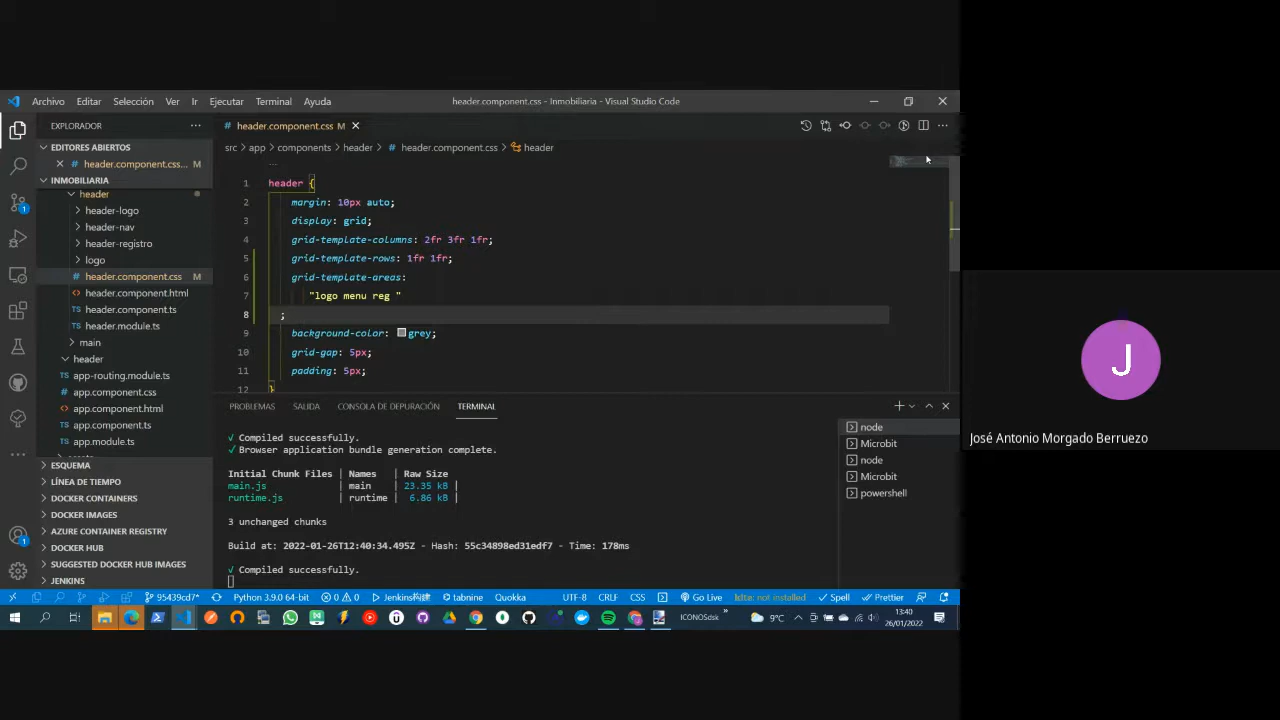 Archivo Editar Selección Ver Ir Ejecutar Terminal Ayuda
header.component.css - Inmobiliaria - Visual Studio Code
EXPLORADOR ...
EDITORES ABIERTOS
header.component.css... M
INMOBILIARIA
header
header-logo
header-nav
header-registro
logo
header.component.css M
header.component.html
TS header.component.ts
TS header.module.ts
main
header
TS app-routing.module.ts
app.component.css
app.component.html
TS app.component.ts
TS app.module.ts
ESQUEMA
LÍNEA DE TIEMPO
DOCKER CONTAINERS
DOCKER IMAGES
AZURE CONTAINER REGISTRY
DOCKER HUB
SUGGESTED DOCKER HUB IMAGES
JENKINS
# header.component.css M
src > app > components > header > # header.component.css > header
1 header {
2 margin: 10px auto;
3 display: grid;
4 grid-template-columns: 2fr 3fr 1fr;
5 grid-template-rows: 1fr 1fr;
6 grid-template-areas:
7 "logo menu reg "
8 ;
9 background-color: grey;
10 grid-gap: 5px;
11 padding: 5px;
12 }
PROBLEMAS SALIDA CONSOLA DE DEPURACIÓN TERMINAL
√ Compiled successfully.
√ Browser application bundle generation complete.
Initial Chunk Files | Names | Raw Size
main.js | main | 23.35 kB |
runtime.js | runtime | 6.86 kB |
3 unchanged chunks
Build at: 2022-01-26T12:40:34.495Z - Hash: 55c34898ed31edf7 - Time: 178ms
√ Compiled successfully.
node
Microbit
node
Microbit
powershell
95439cd7* Python 3.9.0 64-bit 0 0 tabnine Quokka UTF-8 CRLF CSS Go Live Spell Prettier
ICONOSdsk » 9°C 13:40
26/01/2022
J
José Antonio Morgado Berruezo